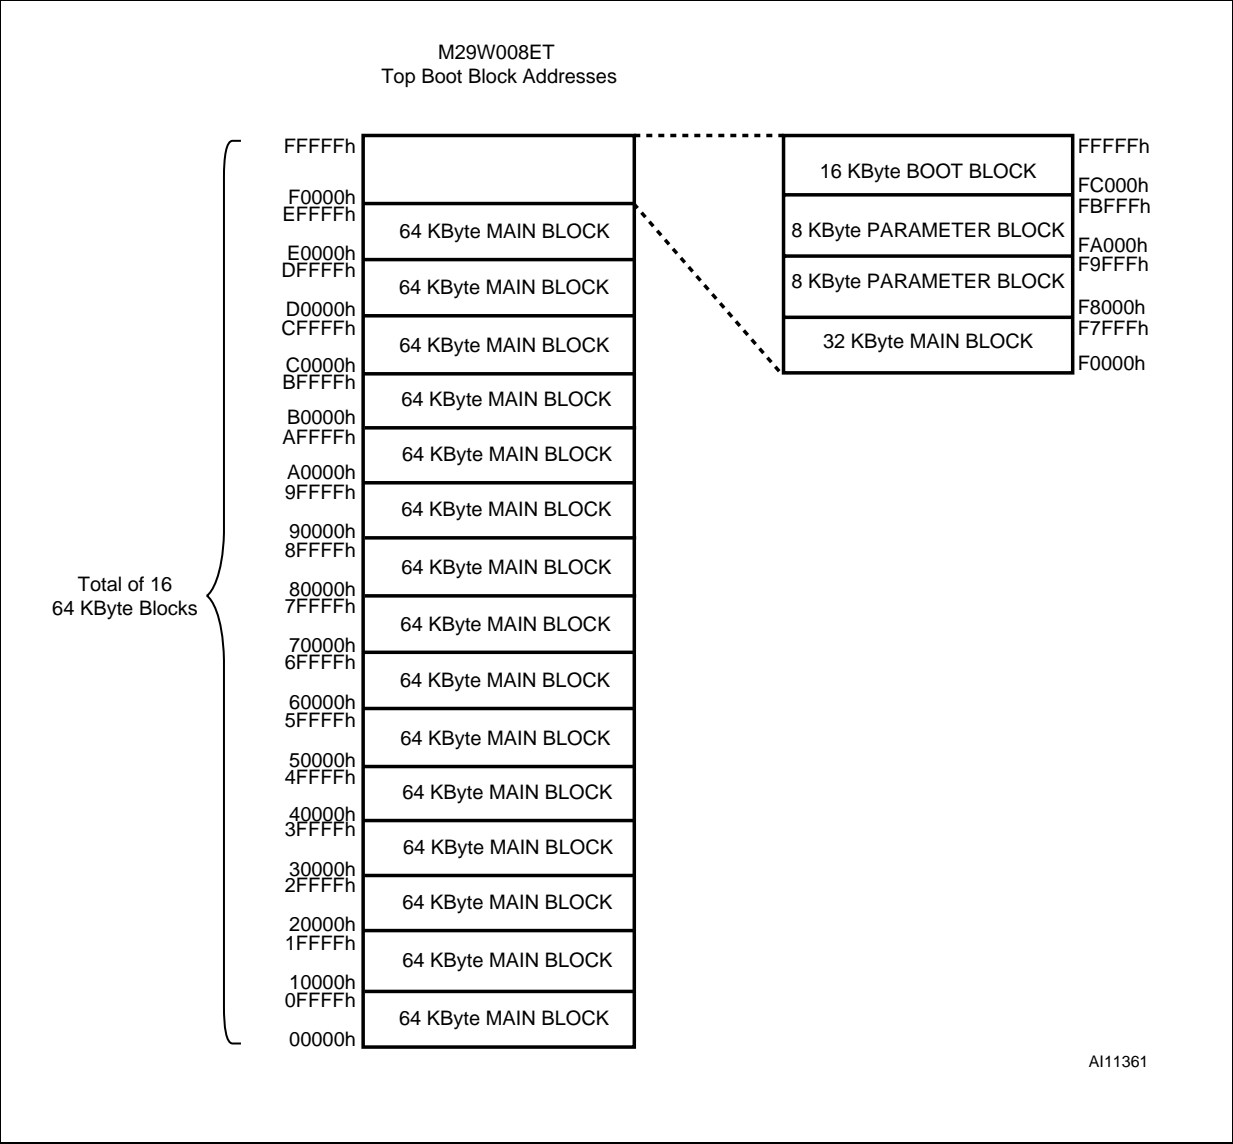 M29W008ET
Top Boot Block Addresses
FFFFFh
F0000h
EFFFFh
64 KByte MAIN BLOCK
E0000h
DFFFFh
64 KByte MAIN BLOCK
D0000h
CFFFFh
64 KByte MAIN BLOCK
C0000h
BFFFFh
64 KByte MAIN BLOCK
B0000h
AFFFFh
64 KByte MAIN BLOCK
A0000h
9FFFFh
64 KByte MAIN BLOCK
90000h
8FFFFh
64 KByte MAIN BLOCK
80000h
7FFFFh
64 KByte MAIN BLOCK
70000h
6FFFFh
64 KByte MAIN BLOCK
60000h
5FFFFh
64 KByte MAIN BLOCK
50000h
4FFFFh
64 KByte MAIN BLOCK
40000h
3FFFFh
64 KByte MAIN BLOCK
30000h
2FFFFh
64 KByte MAIN BLOCK
20000h
1FFFFh
64 KByte MAIN BLOCK
10000h
0FFFFh
64 KByte MAIN BLOCK
00000h
Total of 16
64 KByte Blocks
FFFFFh
16 KByte BOOT BLOCK
FC000h
FBFFFh
8 KByte PARAMETER BLOCK
FA000h
F9FFFh
8 KByte PARAMETER BLOCK
F8000h
F7FFFh
32 KByte MAIN BLOCK
F0000h
AI11361